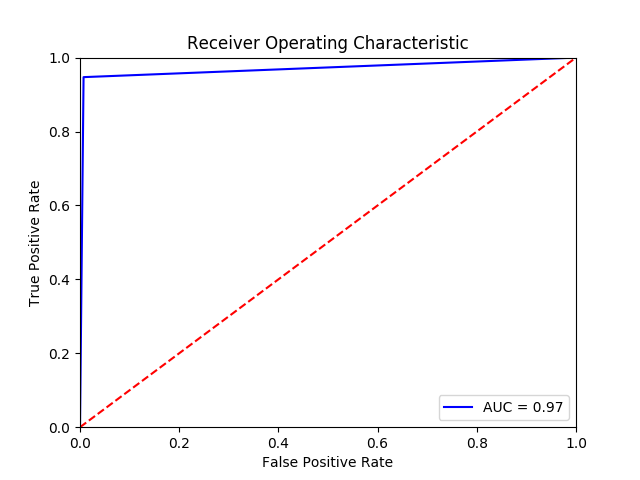 Receiver Operating Characteristic
1.0
0.8
0.6
0.4
0.2
0.0
True Positive Rate
AUC = 0.97
0.0 0.2 0.4 0.6 0.8 1.0
False Positive Rate